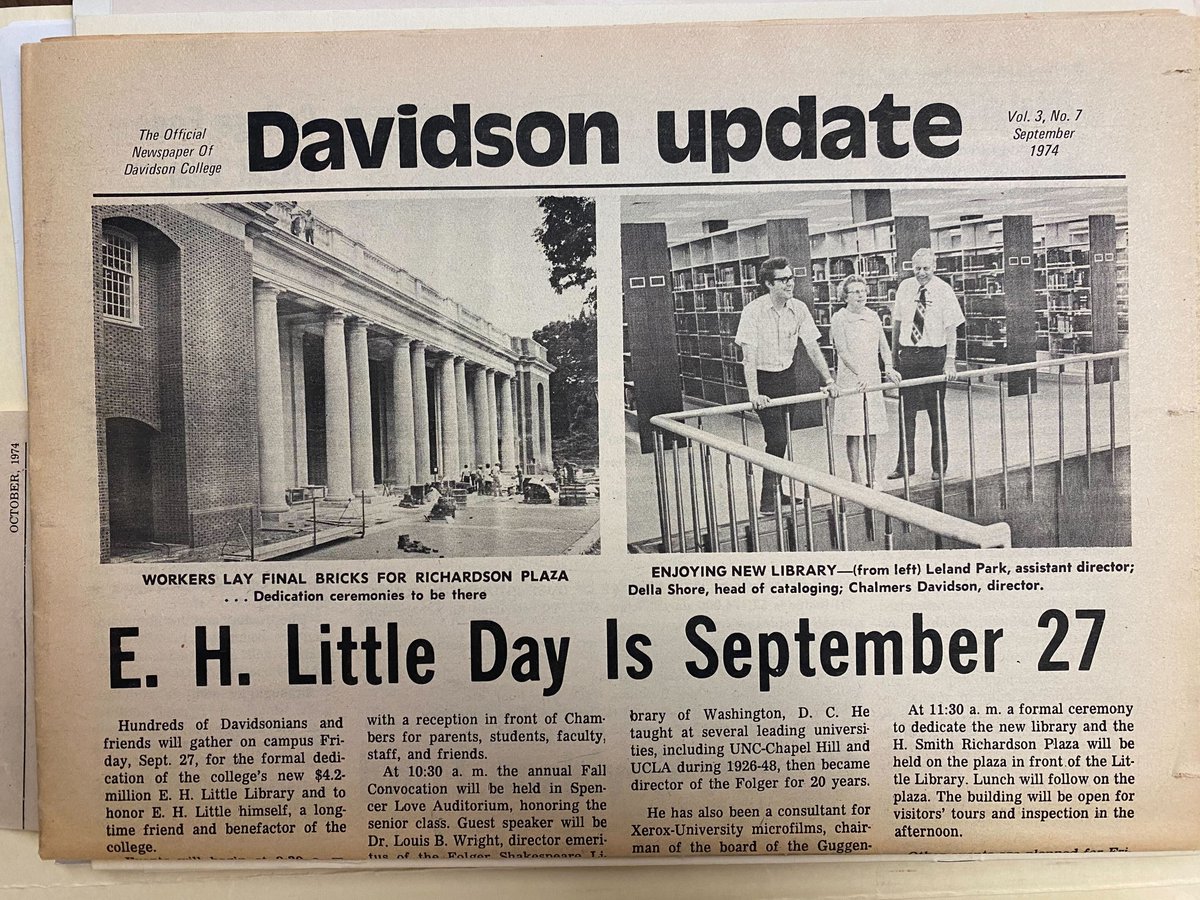 The Official
Newspaper Of
Davidson College
Davidson update
Vol. 3, No. 7
September
1974
OCTOBER, 1974
WORKERS LAY FINAL BRICKS FOR RICHARDSON PLAZA
. . . Dedication ceremonies to be there
ENJOYING NEW LIBRARY—(from left) Leland Park, assistant director;
Della Shore, head of cataloging; Chalmers Davidson, director.
E. H. Little Day Is September 27
Hundreds of Davidsonians and
friends will gather on campus Fri-
day, Sept. 27, for the formal dedi-
cation of the college's new $4.2-
million E. H. Little Library and to
honor E. H. Little himself, a long-
time friend and benefactor of the
college.
with a reception in front of Cham-
bers for parents, students, faculty,
staff, and friends.
At 10:30 a. m. the annual Fall
Convocation will be held in Spen-
cer Love Auditorium, honoring the
senior class. Guest speaker will be
Dr. Louis B. Wright, director emeri-
tus of the Folger Shakespeare Li-
brary of Washington, D. C. He
taught at several leading universi-
ties, including UNC-Chapel Hill and
UCLA during 1926-48, then became
director of the Folger for 20 years.
He has also been a consultant for
Xerox-University microfilms, chair-
man of the board of the Guggen-
At 11:30 a. m. a formal ceremony
to dedicate the new library and the
H. Smith Richardson Plaza will be
held on the plaza in front of the Lit-
tle Library. Lunch will follow on the
plaza. The building will be open for
visitors' tours and inspection in the
afternoon.